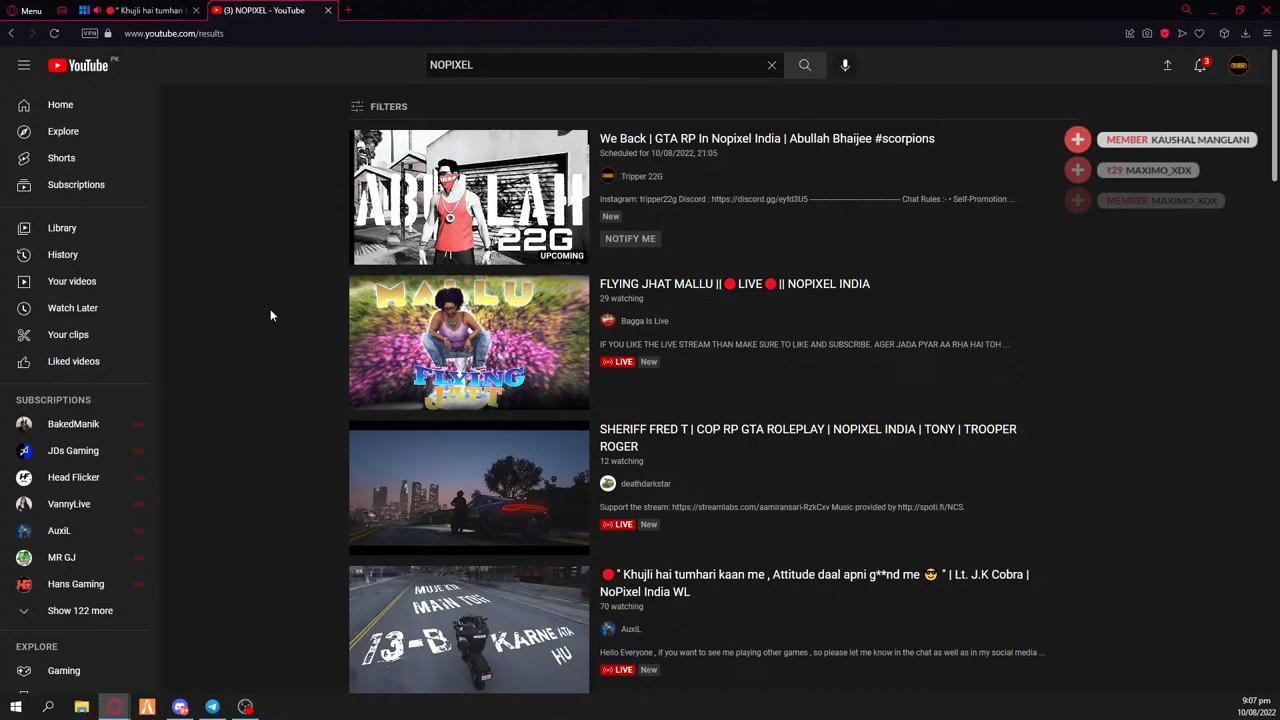 Menu
🔴 " Khujli hai tumhari
(3) NOPIXEL - YouTube
VPN
www.youtube.com/results
YouTube PK
NOPIXEL
3
Home
Explore
Shorts
Subscriptions
Library
History
Your videos
Watch Later
Your clips
Liked videos
SUBSCRIPTIONS
BakedManik
JDs Gaming
Head Flicker
VannyLive
AuxiL
MR GJ
Hans Gaming
Show 122 more
EXPLORE
Gaming
FILTERS
ABULLAH
22G
UPCOMING
We Back | GTA RP In Nopixel India | Abullah Bhaijee #scorpions
Scheduled for 10/08/2022, 21:05
Tripper 22G
Instagram: tripper22g Discord : https://discord.gg/eyfd3U5 ------------------------------- Chat Rules :- • Self-Promotion ...
New
NOTIFY ME
MALLU
FLYING
JATT
FLYING JHAT MALLU ||🔴LIVE🔴|| NOPIXEL INDIA
29 watching
Bagga Is Live
IF YOU LIKE THE LIVE STREAM THAN MAKE SURE TO LIKE AND SUBSCRIBE. AGER JADA PYAR AA RHA HAI TOH ...
LIVE New
SHERIFF FRED T | COP RP GTA ROLEPLAY | NOPIXEL INDIA | TONY | TROOPER
ROGER
12 watching
deathdarkstar
Support the stream: https://streamlabs.com/aamiransari-RzkCxv Music provided by http://spoti.fi/NCS.
LIVE New
MUJE KYA
MAIN TOH
13-B KARNE ATA
HU
🔴" Khujli hai tumhari kaan me , Attitude daal apni g**nd me 😎 " | Lt. J.K Cobra |
NoPixel India WL
70 watching
AuxiL
Hello Everyone , if you want to see me playing other games , so please let me know in the chat as well as in my social media ...
LIVE New
MEMBER KAUSHAL MANGLANI
₹29 MAXIMO_XDX
MEMBER MAXIMO_XDX
9:07 pm
10/08/2022